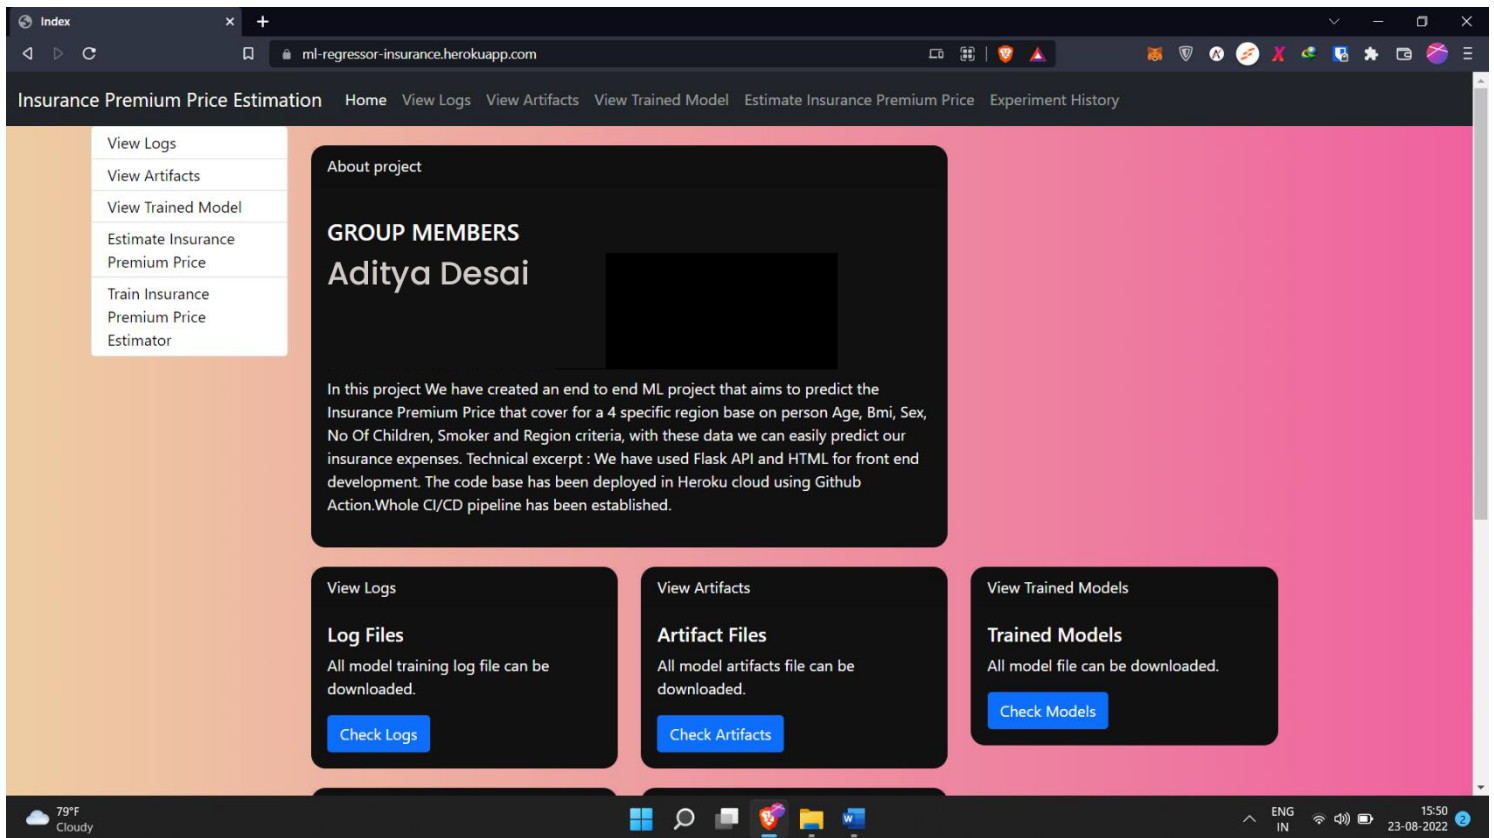 Index
ml-regressor-insurance.herokuapp.com
Insurance Premium Price Estimation Home View Logs View Artifacts View Trained Model Estimate Insurance Premium Price Experiment History
View Logs
View Artifacts
View Trained Model
Estimate Insurance
Premium Price
Train Insurance
Premium Price
Estimator
About project
GROUP MEMBERS
Aditya Desai
In this project We have created an end to end ML project that aims to predict the
Insurance Premium Price that cover for a 4 specific region base on person Age, Bmi, Sex,
No Of Children, Smoker and Region criteria, with these data we can easily predict our
insurance expenses. Technical excerpt : We have used Flask API and HTML for front end
development. The code base has been deployed in Heroku cloud using Github
Action.Whole CI/CD pipeline has been established.
View Logs
Log Files
All model training log file can be
downloaded.
Check Logs
View Artifacts
Artifact Files
All model artifacts file can be
downloaded.
Check Artifacts
View Trained Models
Trained Models
All model file can be downloaded.
Check Models
79°F
Cloudy
ENG
IN
15:50
23-08-2022
2